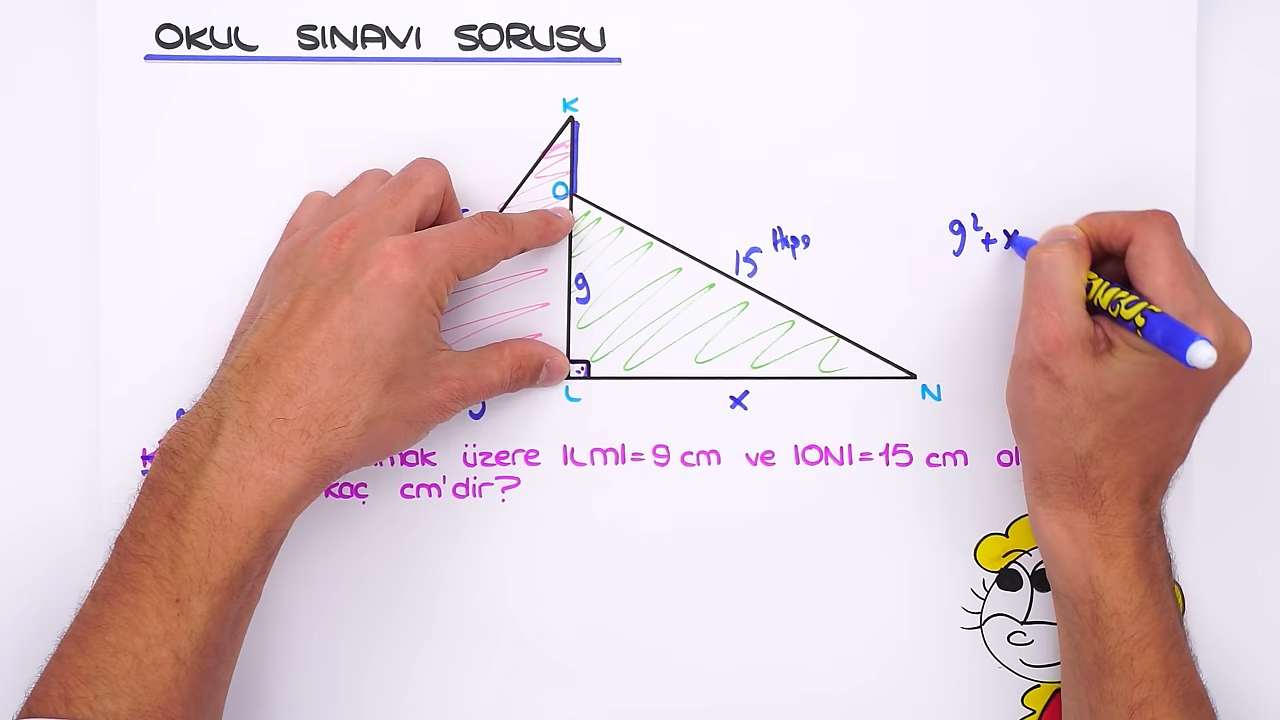 OKUL SINAVI SORUSU
K
O
15 Hipo
9² + x
9
L
N
x
üzere |LM|=9 cm ve |ON|=15 cm
kaç cm'dir?